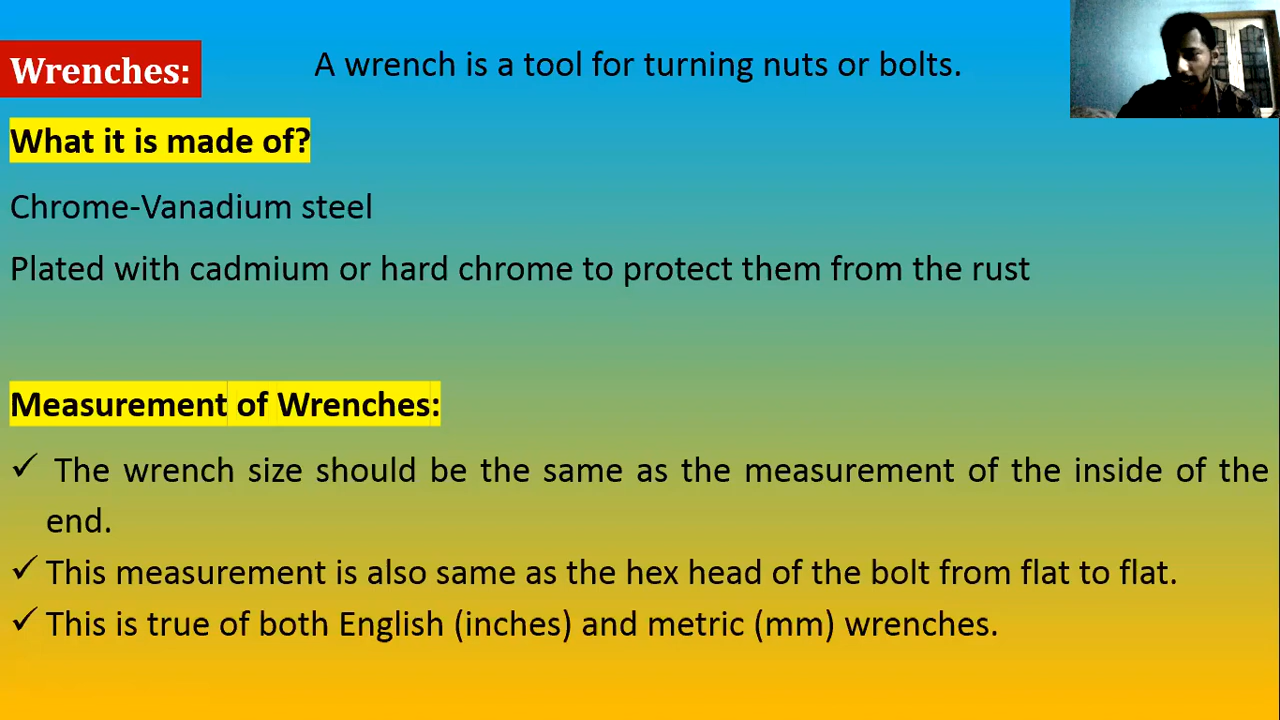 Wrenches:
A wrench is a tool for turning nuts or bolts.
What it is made of?
Chrome-Vanadium steel
Plated with cadmium or hard chrome to protect them from the rust
Measurement of Wrenches:
✓ The wrench size should be the same as the measurement of the inside of the
end.
✓ This measurement is also same as the hex head of the bolt from flat to flat.
✓ This is true of both English (inches) and metric (mm) wrenches.